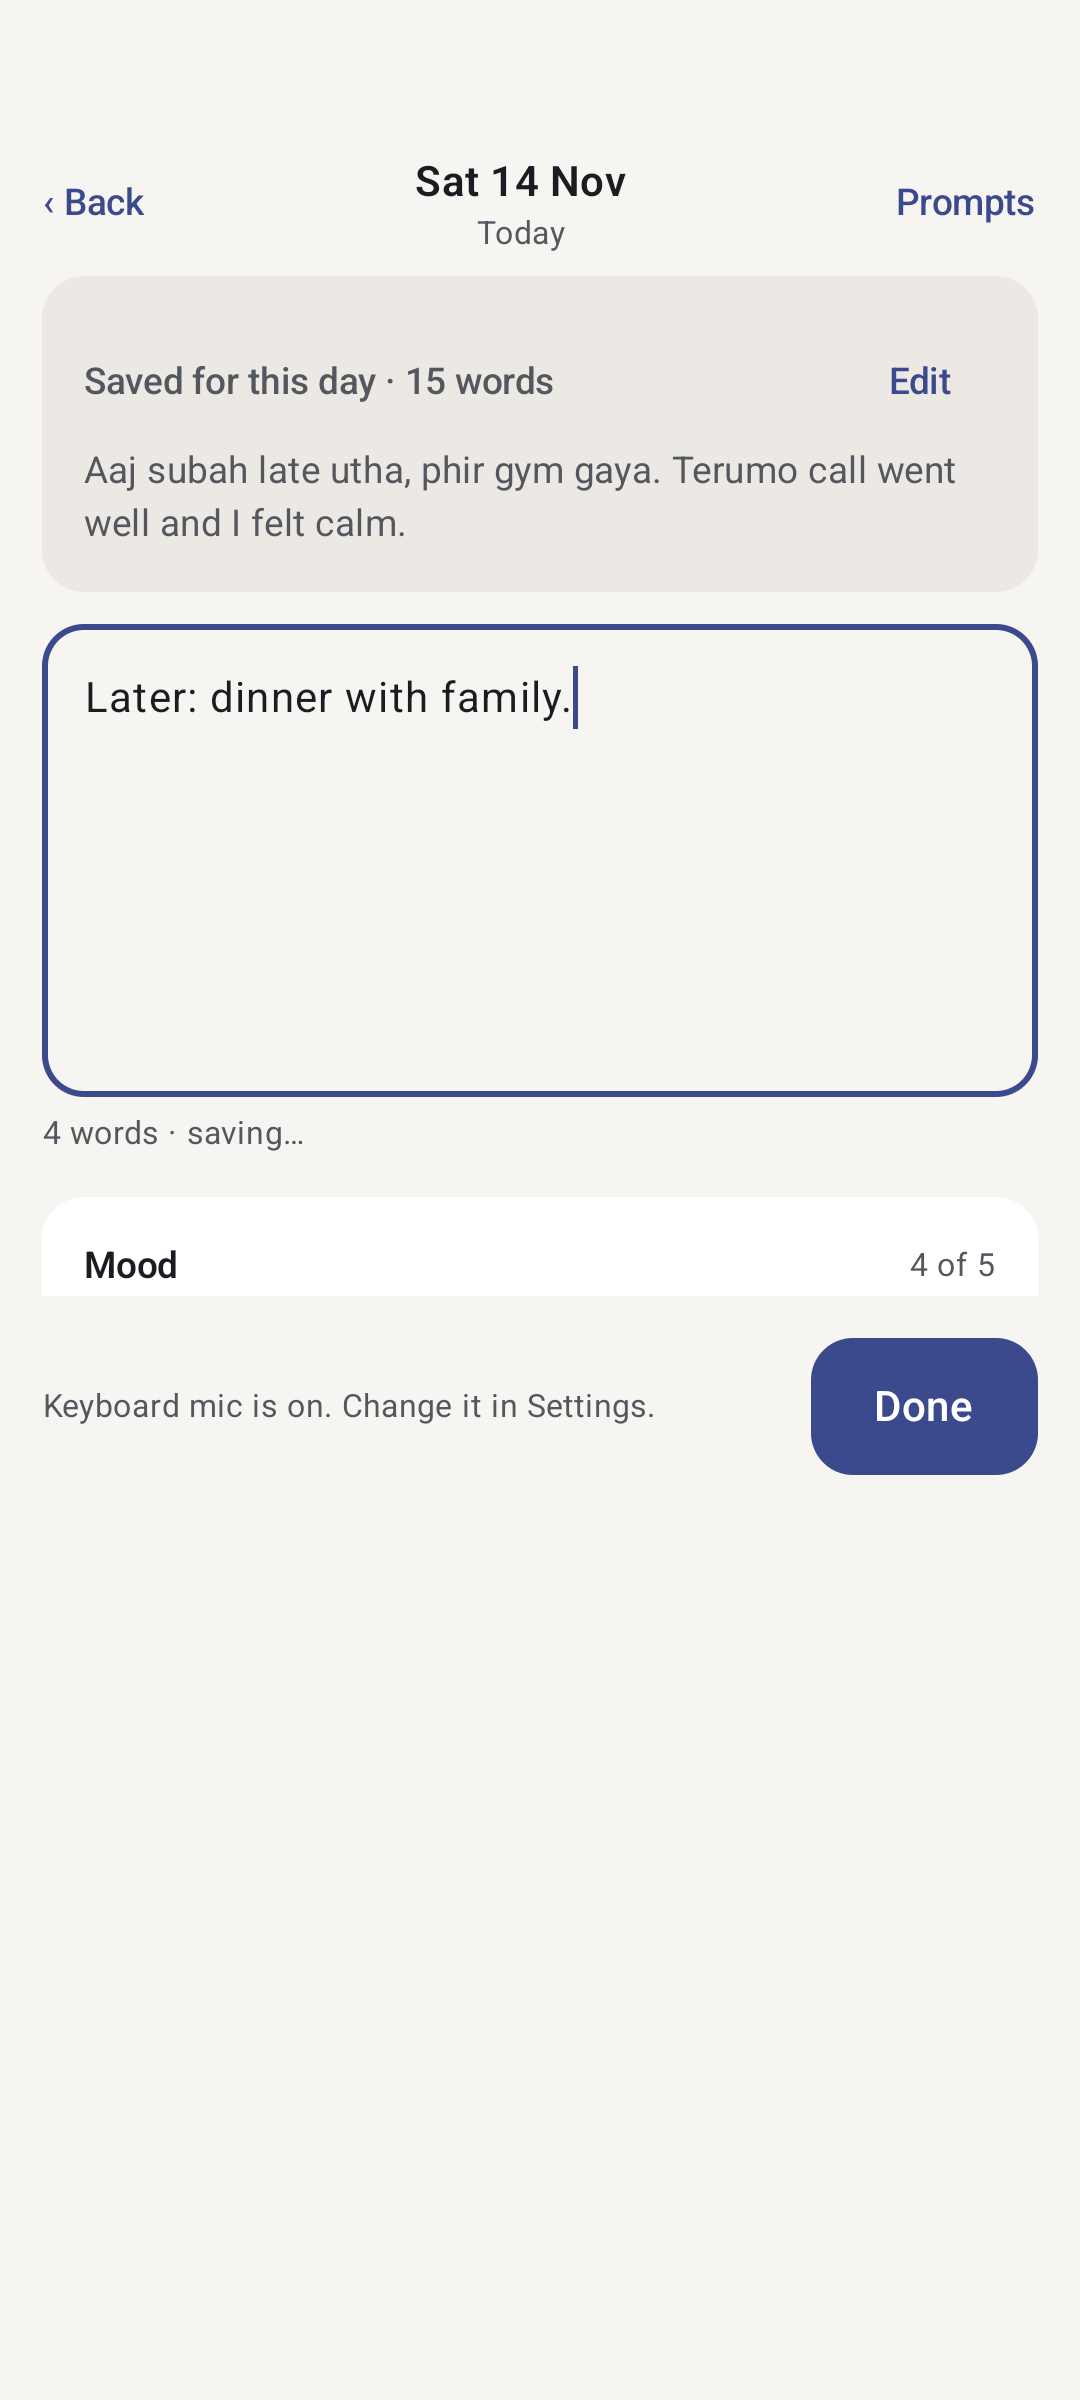 ‹ Back
Sat 14 Nov
Today
Prompts
Saved for this day · 15 words
Edit
Aaj subah late utha, phir gym gaya. Terumo call went
well and I felt calm.
Later: dinner with family.
4 words · saving…
Mood
4 of 5
Keyboard mic is on. Change it in Settings.
Done